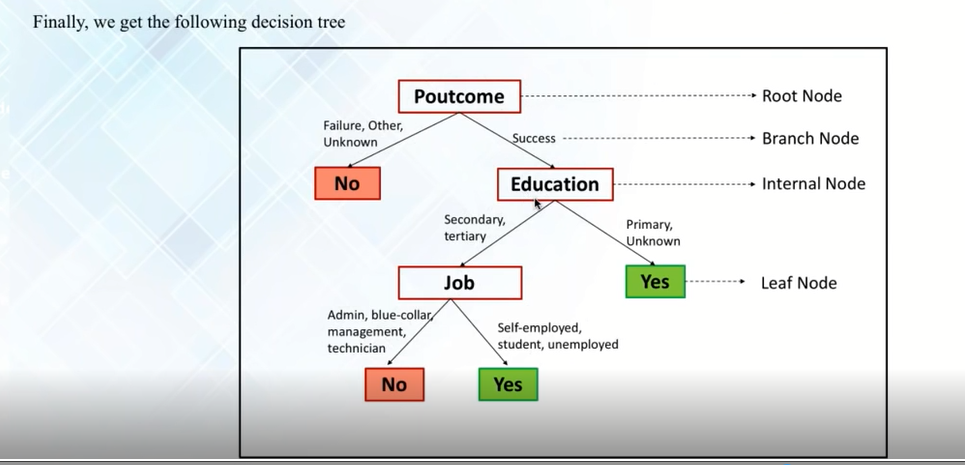 Finally, we get the following decision tree
Poutcome
Root Node
Failure, Other,
Unknown
Success
Branch Node
No
Education
Internal Node
Secondary,
tertiary
Primary,
Unknown
Job
Yes
Leaf Node
Admin, blue-collar,
management,
technician
Self-employed,
student, unemployed
No
Yes